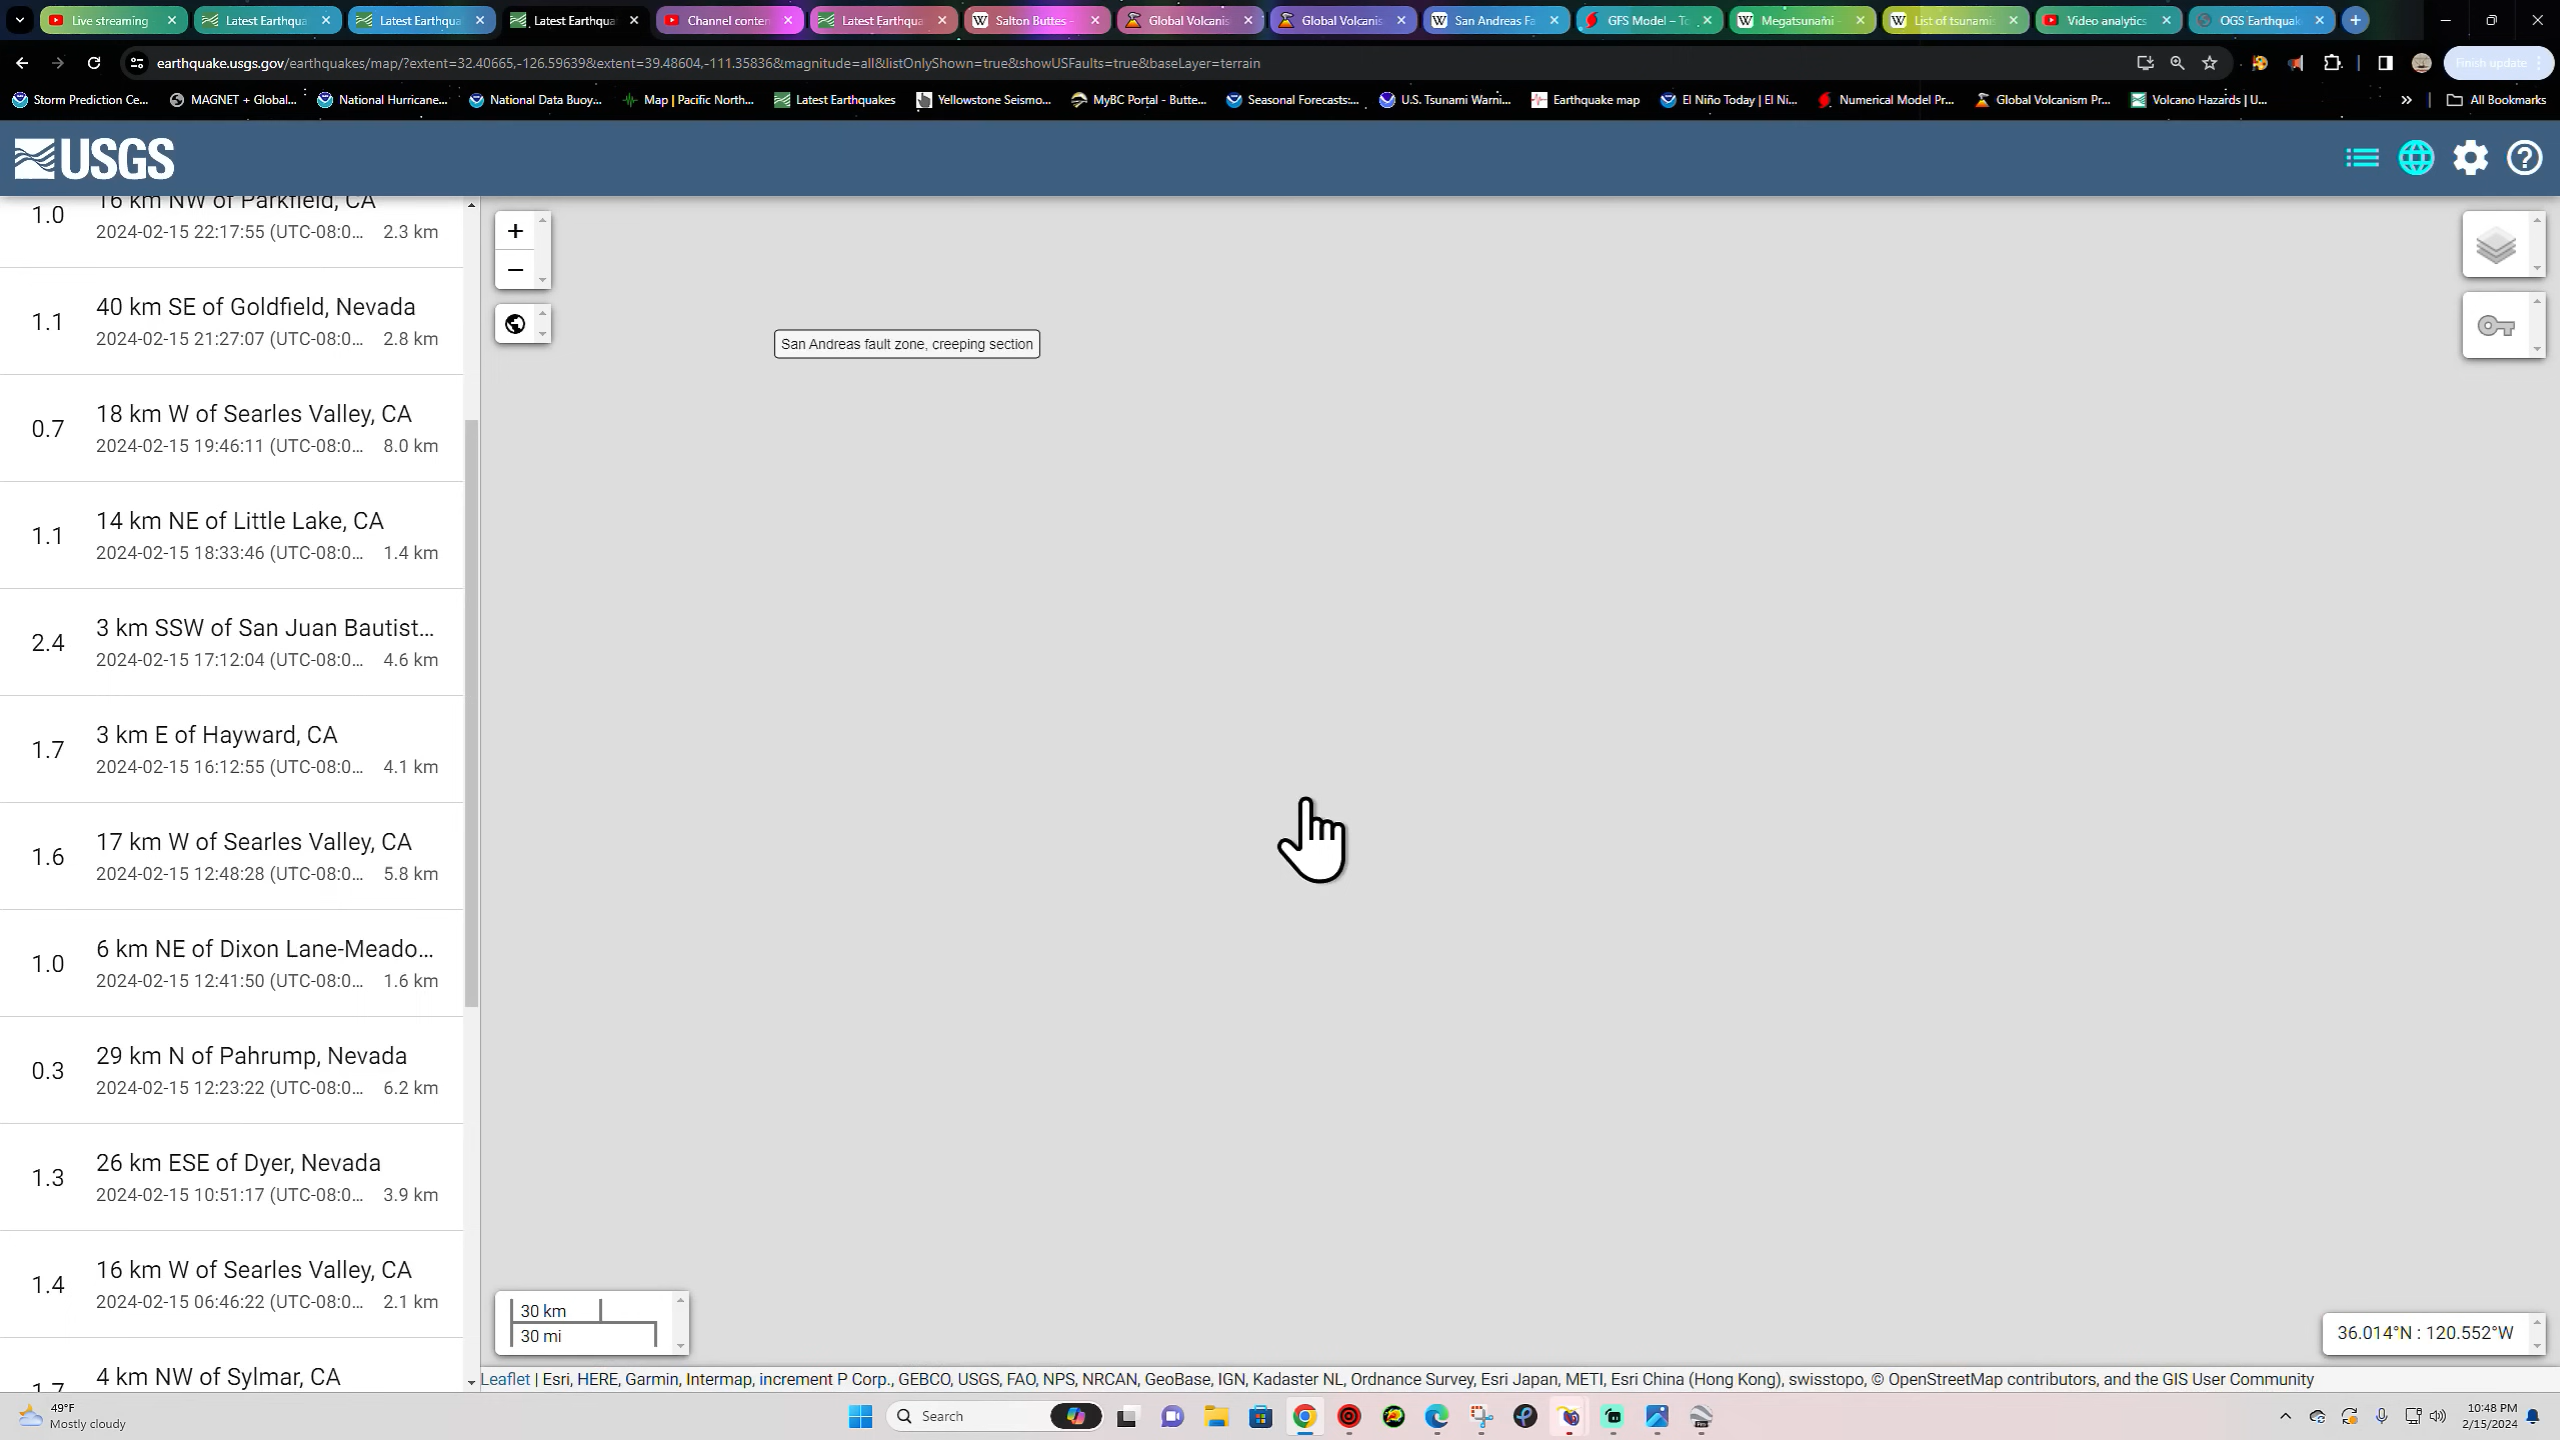 Live streaming
Latest Earthqua
Latest Earthqua
Latest Earthqua
Channel conten
Latest Earthqua
Salton Buttes -
Global Volcanis
Global Volcanis
San Andreas Fa
GFS Model – Tc
Megatsunami -
List of tsunami
Video analytics
OGS Earthquak
earthquake.usgs.gov/earthquakes/map/?extent=32.40665,-126.59639&extent=39.48604,-111.35836&magnitude=all&listOnlyShown=true&showUSFaults=true&baseLayer=terrain
Finish update
Storm Prediction Ce...
MAGNET + Global...
National Hurricane...
National Data Buoy...
Map | Pacific North...
Latest Earthquakes
Yellowstone Seismo...
MyBC Portal - Butte...
Seasonal Forecasts:...
U.S. Tsunami Warni...
Earthquake map
El Niño Today | El Ni...
Numerical Model Pr...
Global Volcanism Pr...
Volcano Hazards | U...
All Bookmarks
USGS
1.0
16 km NW of Parkfield, CA
2024-02-15 22:17:55 (UTC-08:0... 2.3 km
1.1
40 km SE of Goldfield, Nevada
2024-02-15 21:27:07 (UTC-08:0... 2.8 km
0.7
18 km W of Searles Valley, CA
2024-02-15 19:46:11 (UTC-08:0... 8.0 km
1.1
14 km NE of Little Lake, CA
2024-02-15 18:33:46 (UTC-08:0... 1.4 km
2.4
3 km SSW of San Juan Bautist...
2024-02-15 17:12:04 (UTC-08:0... 4.6 km
1.7
3 km E of Hayward, CA
2024-02-15 16:12:55 (UTC-08:0... 4.1 km
1.6
17 km W of Searles Valley, CA
2024-02-15 12:48:28 (UTC-08:0... 5.8 km
1.0
6 km NE of Dixon Lane-Meado...
2024-02-15 12:41:50 (UTC-08:0... 1.6 km
0.3
29 km N of Pahrump, Nevada
2024-02-15 12:23:22 (UTC-08:0... 6.2 km
1.3
26 km ESE of Dyer, Nevada
2024-02-15 10:51:17 (UTC-08:0... 3.9 km
1.4
16 km W of Searles Valley, CA
2024-02-15 06:46:22 (UTC-08:0... 2.1 km
1.7
4 km NW of Sylmar, CA
+
−
San Andreas fault zone, creeping section
30 km
30 mi
36.014°N : 120.552°W
Leaflet | Esri, HERE, Garmin, Intermap, increment P Corp., GEBCO, USGS, FAO, NPS, NRCAN, GeoBase, IGN, Kadaster NL, Ordnance Survey, Esri Japan, METI, Esri China (Hong Kong), swisstopo, © OpenStreetMap contributors, and the GIS User Community
49°F
Mostly cloudy
Search
10:48 PM
2/15/2024